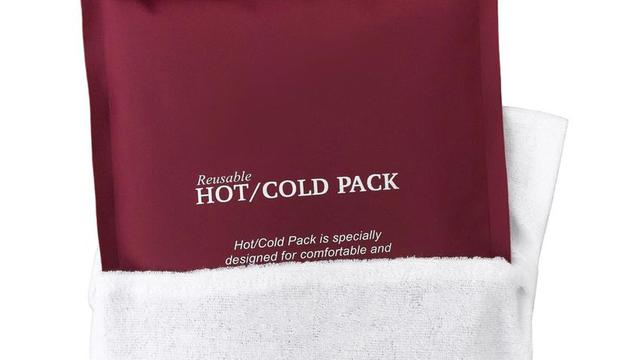 Reusable
HOT/COLD PACK
Hot/Cold Pack is specially
designed for comfortable and